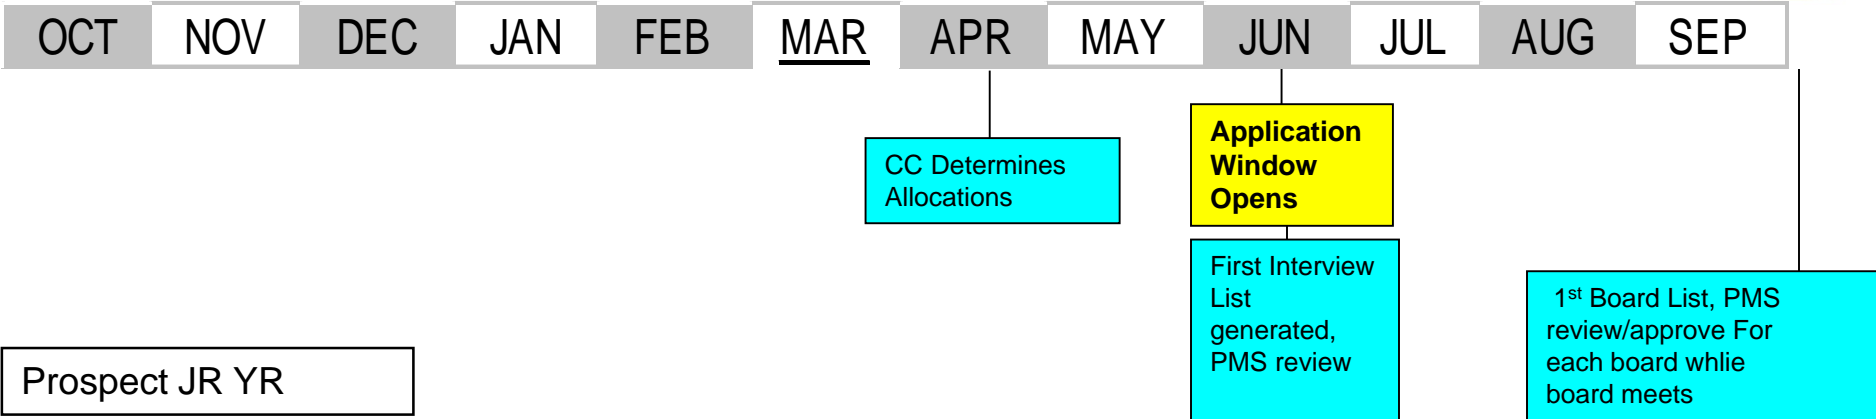 OCT NOV DEC JAN FEB MAR APR MAY JUN JUL AUG SEP
CC Determines
Allocations
Application
Window
Opens
First Interview
List
generated,
PMS review
1st Board List, PMS
review/approve For
each board whlie
board meets
Prospect JR YR